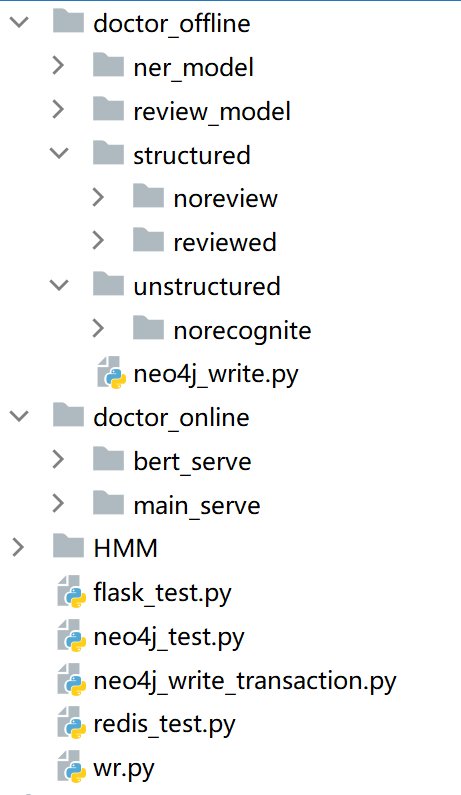 doctor_offline
ner_model
review_model
structured
noreview
reviewed
unstructured
norecognite
neo4j_write.py
doctor_online
bert_serve
main_serve
HMM
flask_test.py
neo4j_test.py
neo4j_write_transaction.py
redis_test.py
wr.py